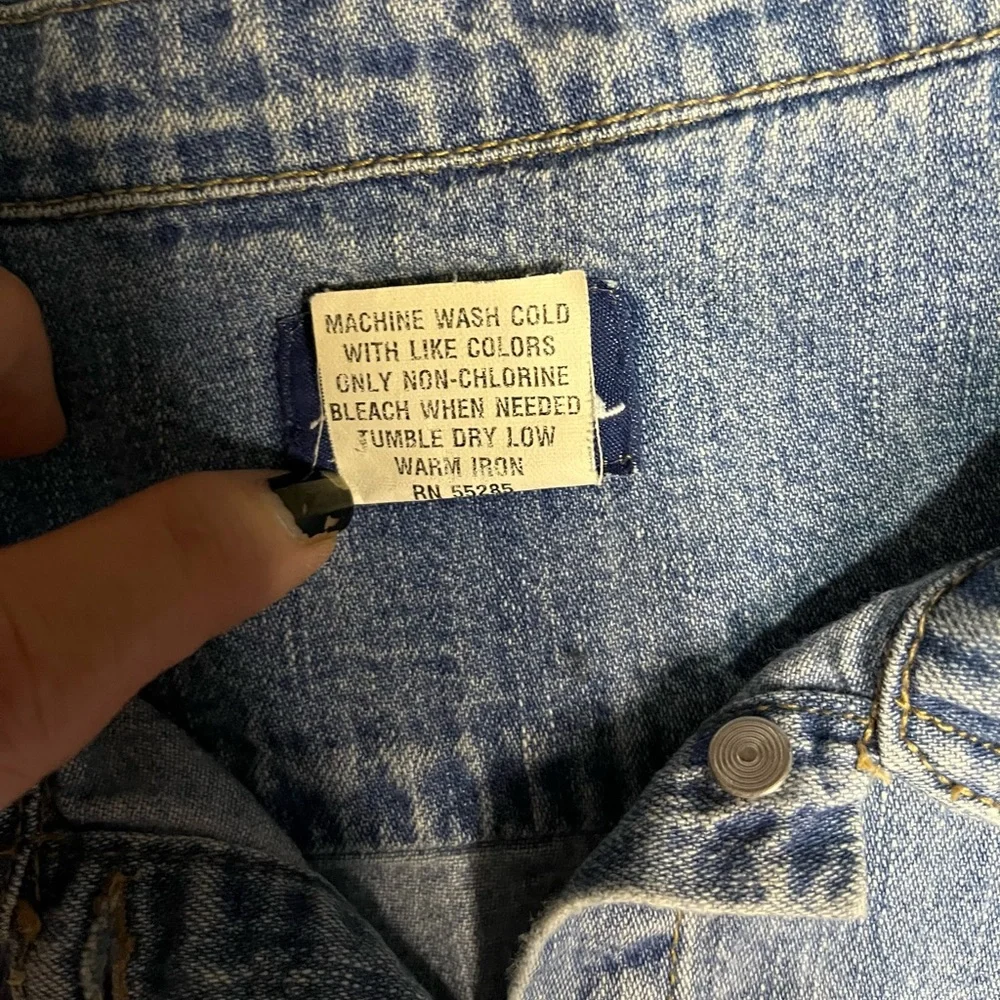 MACHINE WASH COLD
WITH LIKE COLORS
ONLY NON-CHLORINE
BLEACH WHEN NEEDED
TUMBLE DRY LOW
WARM IRON
RN 55285